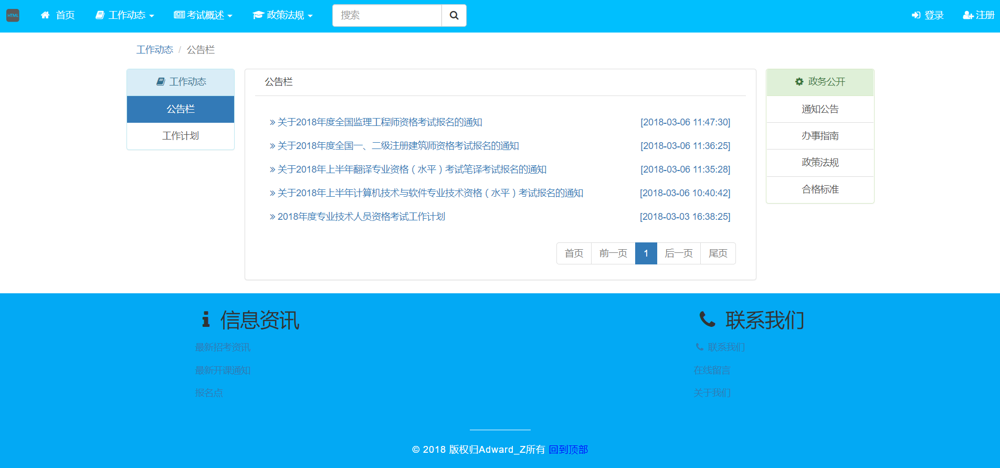 HTML 首页 工作动态 考试概述 政策法规 搜索 登录 注册
工作动态 / 公告栏
工作动态
公告栏
工作计划
公告栏
» 关于2018年度全国监理工程师资格考试报名的通知 [2018-03-06 11:47:30]
» 关于2018年度全国一、二级注册建筑师资格考试报名的通知 [2018-03-06 11:36:25]
» 关于2018年上半年翻译专业资格（水平）考试笔译考试报名的通知 [2018-03-06 11:35:28]
» 关于2018年上半年计算机技术与软件专业技术资格（水平）考试报名的通知 [2018-03-06 10:40:42]
» 2018年度专业技术人员资格考试工作计划 [2018-03-03 16:38:25]
首页 前一页 1 后一页 尾页
政务公开
通知公告
办事指南
政策法规
合格标准
信息资讯
最新招考资讯
最新开课通知
报名点
联系我们
联系我们
在线留言
关于我们
© 2018 版权归Adward_Z所有 回到顶部